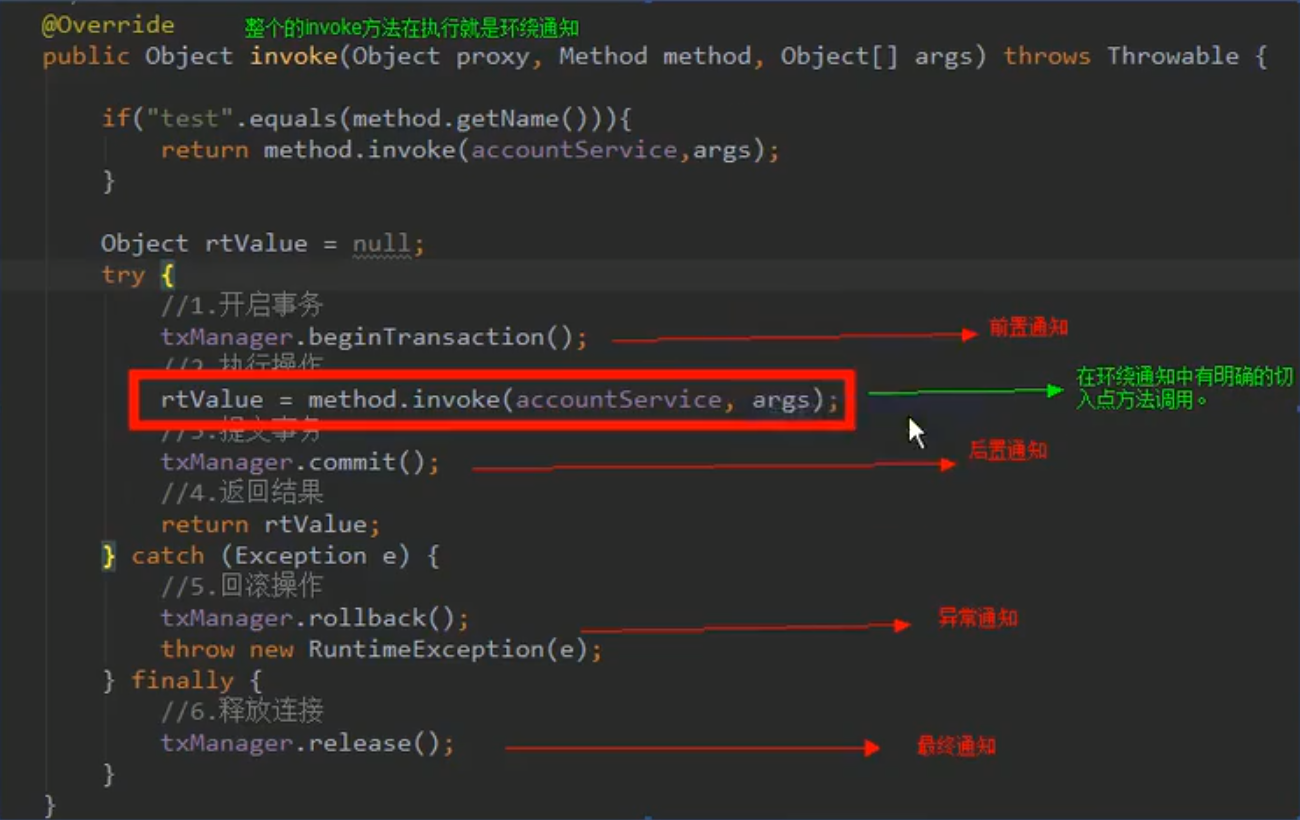 @Override 整个的invoke方法在执行就是环绕通知
public Object invoke(Object proxy, Method method, Object[] args) throws Throwable {
if("test".equals(method.getName())){
return method.invoke(accountService,args);
}
Object rtValue = null;
try {
//1.开启事务
txManager.beginTransaction(); 前置通知
//2.执行操作
rtValue = method.invoke(accountService, args); 在环绕通知中有明确的切
入点方法调用。
//3.提交事务
txManager.commit(); 后置通知
//4.返回结果
return rtValue;
} catch (Exception e) {
//5.回滚操作
txManager.rollback(); 异常通知
throw new RuntimeException(e);
} finally {
//6.释放连接
txManager.release(); 最终通知
}
}